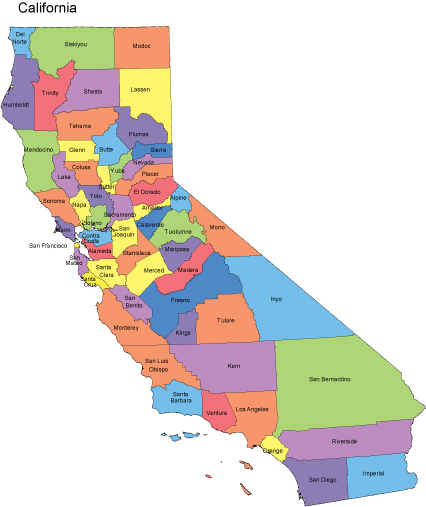 California
Del
Norte
Siskiyou
Modoc
Humboldt
Trinity
Shasta
Lassen
Tehama
Plumas
Mendocino
Glenn
Butte
Sierra
Lake
Colusa
Sutter
Yuba
Nevada
Placer
Sonoma
Napa
Yolo
El Dorado
Sacramento
Amador
Alpine
Solano
Marin
Contra
Costa
San
Joaquin
Calaveras
Tuolumne
Mono
San Francisco
Alameda
Stanislaus
Mariposa
San
Mateo
Santa
Clara
Merced
Madera
Santa
Cruz
San
Benito
Fresno
Inyo
Monterey
Kings
Tulare
San Luis
Obispo
Kern
San Bernardino
Santa
Barbara
Ventura
Los Angeles
Orange
Riverside
San Diego
Imperial